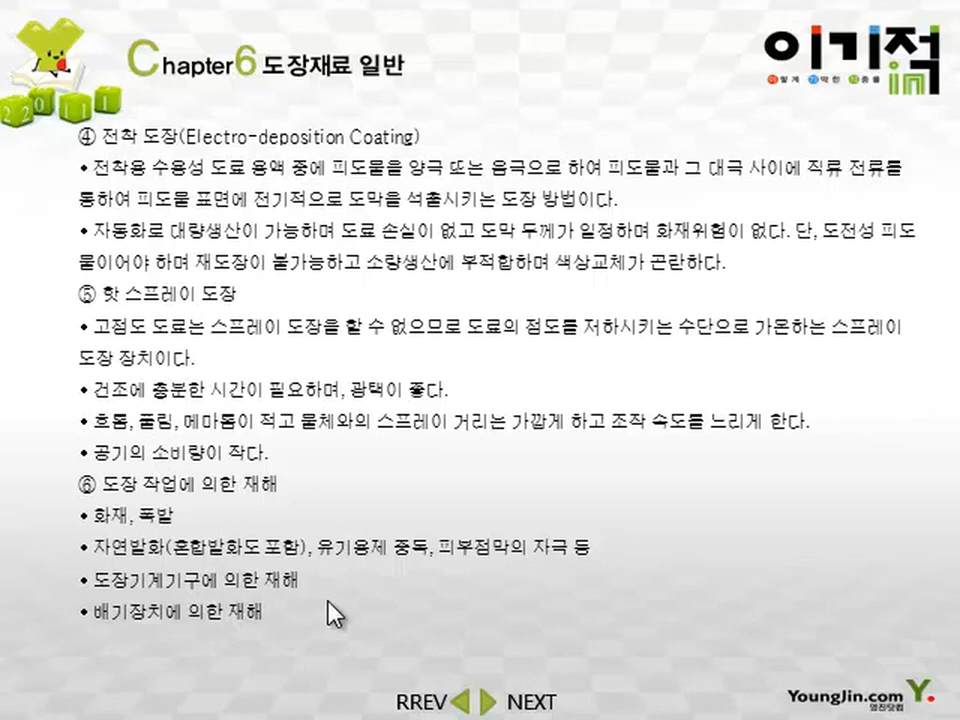 Chapter6 도장재료 일반
이기적in
이렇게 기막힌 적중률
2011
④ 전착 도장(Electro-deposition Coating)
• 전착용 수용성 도료 용액 중에 피도물을 양극 또는 음극으로 하여 피도물과 그 대극 사이에 직류 전류를
통하여 피도물 표면에 전기적으로 도막을 석출시키는 도장 방법이다.
• 자동화로 대량생산이 가능하며 도료 손실이 없고 도막 두께가 일정하며 화재위험이 없다. 단, 도전성 피도
물이어야 하며 재도장이 불가능하고 소량생산에 부적합하며 색상교체가 곤란하다.
⑤ 핫 스프레이 도장
• 고점도 도료는 스프레이 도장을 할 수 없으므로 도료의 점도를 저하시키는 수단으로 가온하는 스프레이
도장 장치이다.
• 건조에 충분한 시간이 필요하며, 광택이 좋다.
• 흐름, 풀림, 메마름이 적고 물체와의 스프레이 거리는 가깝게 하고 조작 속도를 느리게 한다.
• 공기의 소비량이 작다.
⑥ 도장 작업에 의한 재해
• 화재, 폭발
• 자연발화(혼합발화도 포함), 유기용제 중독, 피부점막의 자극 등
• 도장기계기구에 의한 재해
• 배기장치에 의한 재해
RREV NEXT
YoungJin.com Y.
영진닷컴